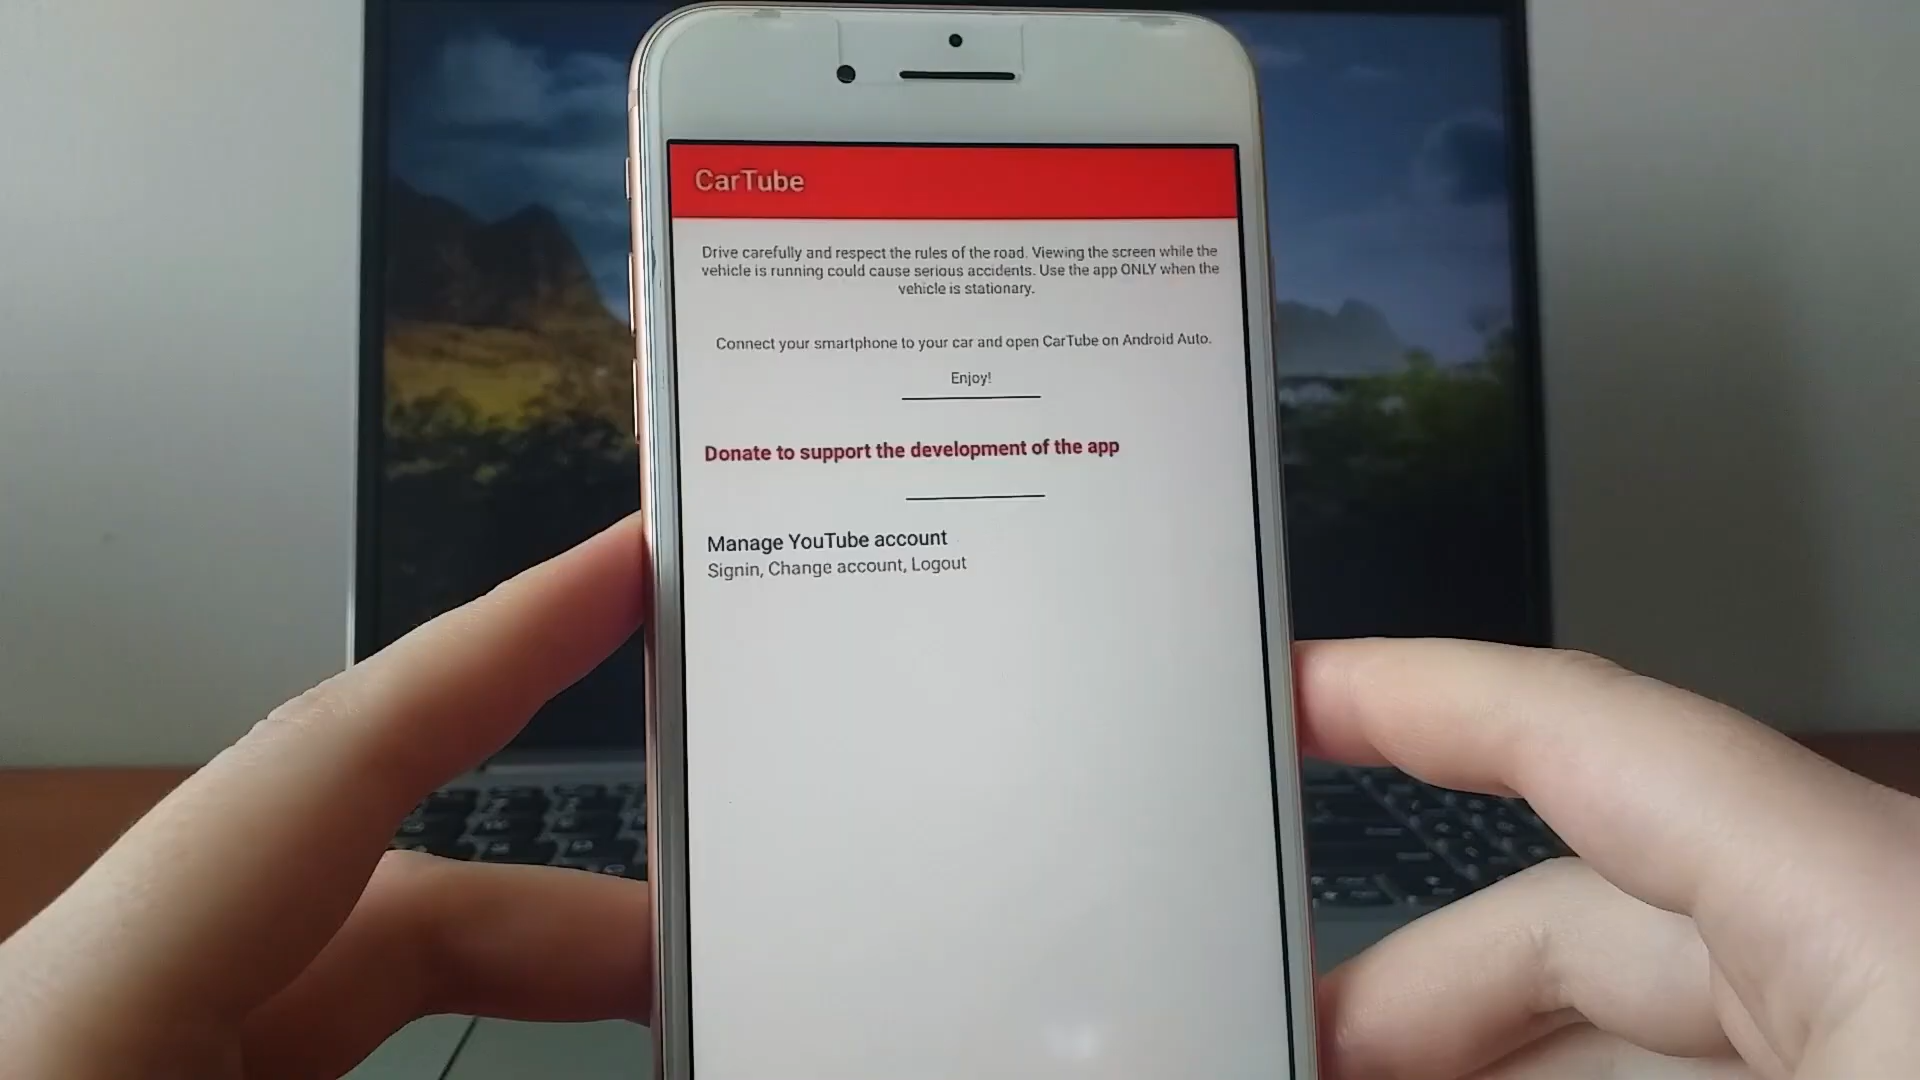 CarTube
Drive carefully and respect the rules of the road. Viewing the screen while the
vehicle is running could cause serious accidents. Use the app ONLY when the
vehicle is stationary.
Connect your smartphone to your car and open CarTube on Android Auto.
Enjoy!
Donate to support the development of the app
Manage YouTube account
Signin, Change account, Logout